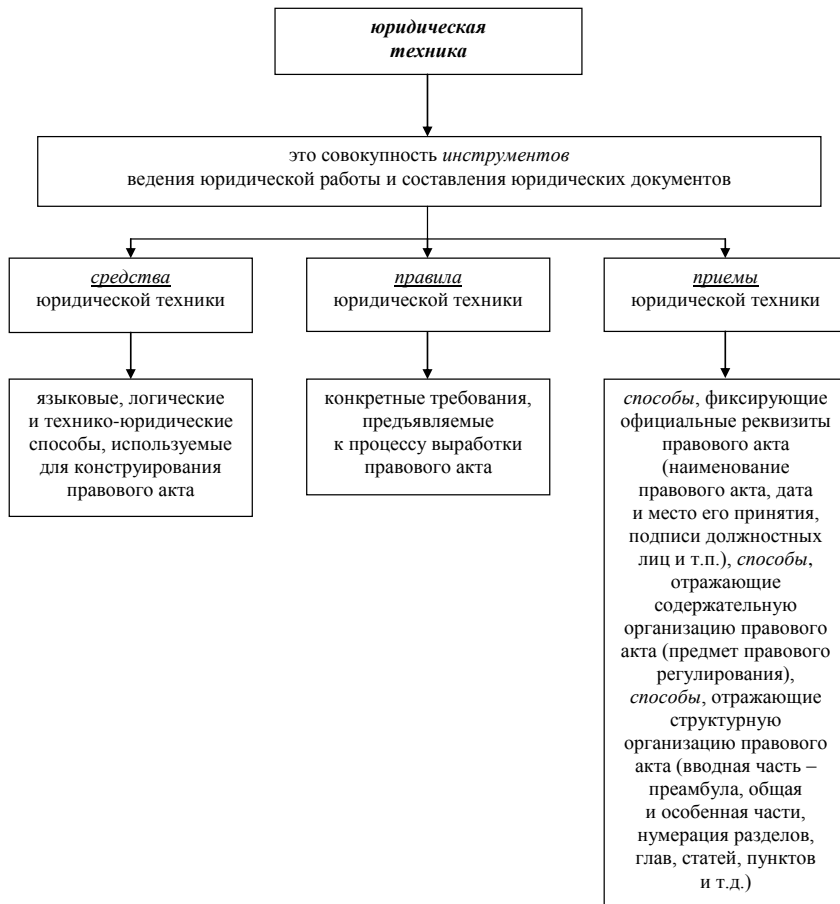 юридическая
техника
это совокупность инструментов
ведения юридической работы и составления юридических документов
средства
юридической техники
правила
юридической техники
приемы
юридической техники
языковые, логические
и технико-юридические
способы, используемые
для конструирования
правового акта
конкретные требования,
предъявляемые
к процессу выработки
правового акта
способы, фиксирующие
официальные реквизиты
правового акта
(наименование
правового акта, дата
и место его принятия,
подписи должностных
лиц и т.п.), способы,
отражающие
содержательную
организацию правового
акта (предмет правового
регулирования),
способы, отражающие
структурную
организацию правового
акта (вводная часть –
преамбула, общая
и особенная части,
нумерация разделов,
глав, статей, пунктов
и т.д.)